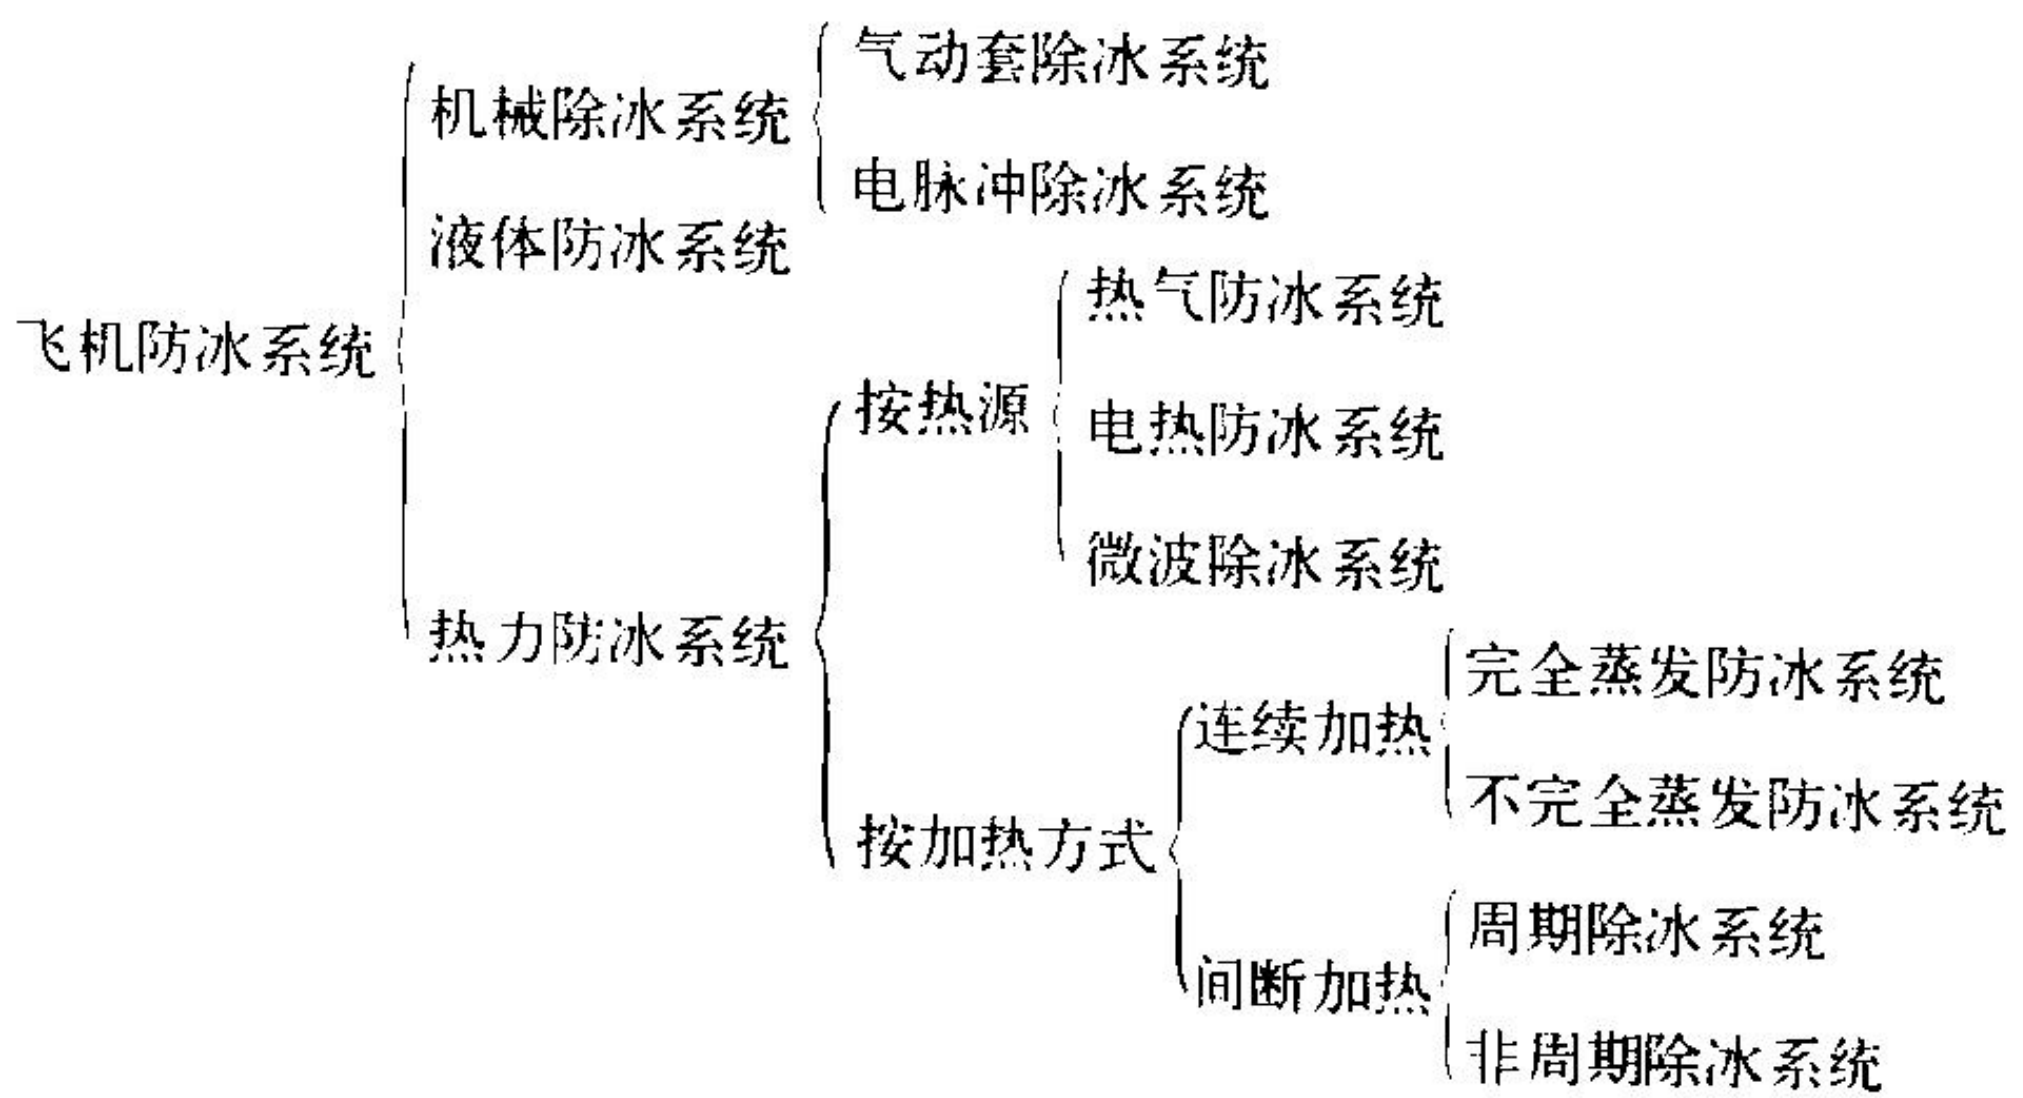 飞机防冰系统
机械除冰系统
气动套除冰系统
电脉冲除冰系统
液体防冰系统
热力防冰系统
按热源
热气防冰系统
电热防冰系统
微波除冰系统
按加热方式
连续加热
完全蒸发防冰系统
不完全蒸发防冰系统
间断加热
周期除冰系统
非周期除冰系统